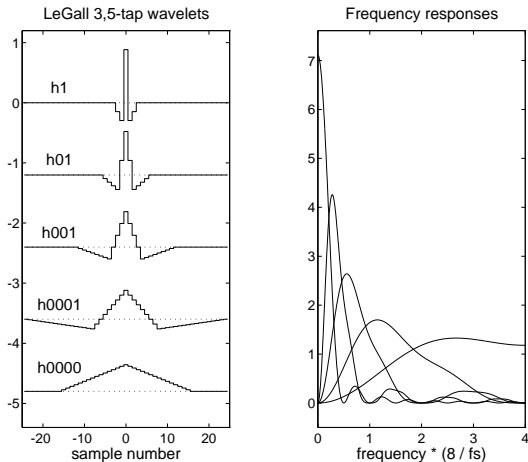 LeGall 3,5-tap wavelets
1
0
-1
-2
-3
-4
-5
h1
h01
h001
h0001
h0000
-20 -10 0 10 20
sample number
Frequency responses
7
6
5
4
3
2
1
0
0 1 2 3 4
frequency * (8 / fs)